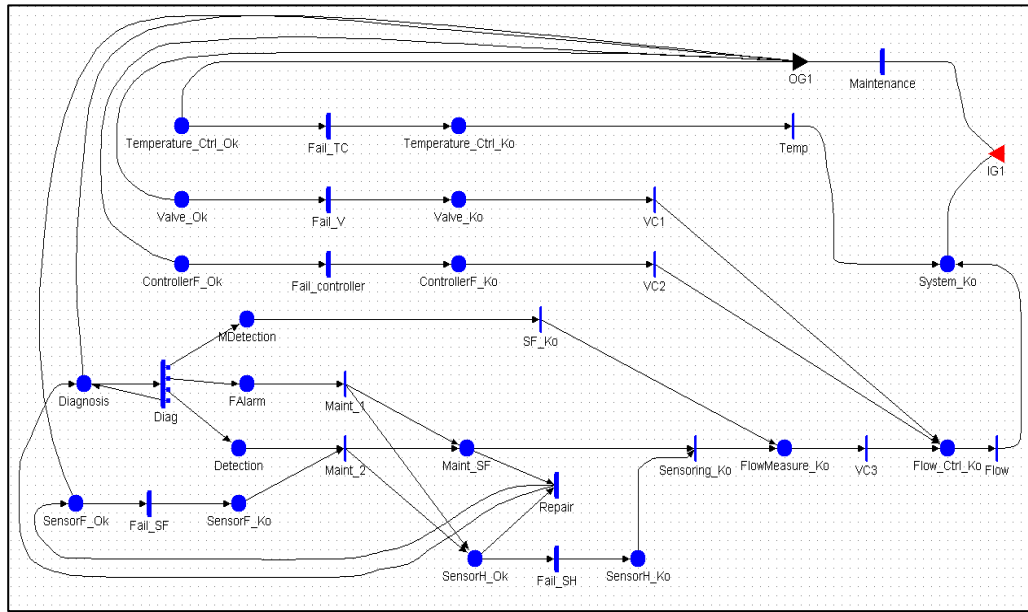 OG1
Maintenance
Temperature_Ctrl_Ok
Fail_TC
Temperature_Ctrl_Ko
Temp
IG1
Valve_Ok
Fail_V
Valve_Ko
VC1
ControllerF_Ok
Fail_controller
ControllerF_Ko
VC2
System_Ko
MDetection
SF_Ko
Diagnosis
Diag
FAlarm
Maint_1
Detection
Maint_2
Maint_SF
Sensoring_Ko
FlowMeasure_Ko
VC3
Flow_Ctrl_Ko
Flow
SensorF_Ok
Fail_SF
SensorF_Ko
Repair
SensorH_Ok
Fail_SH
SensorH_Ko